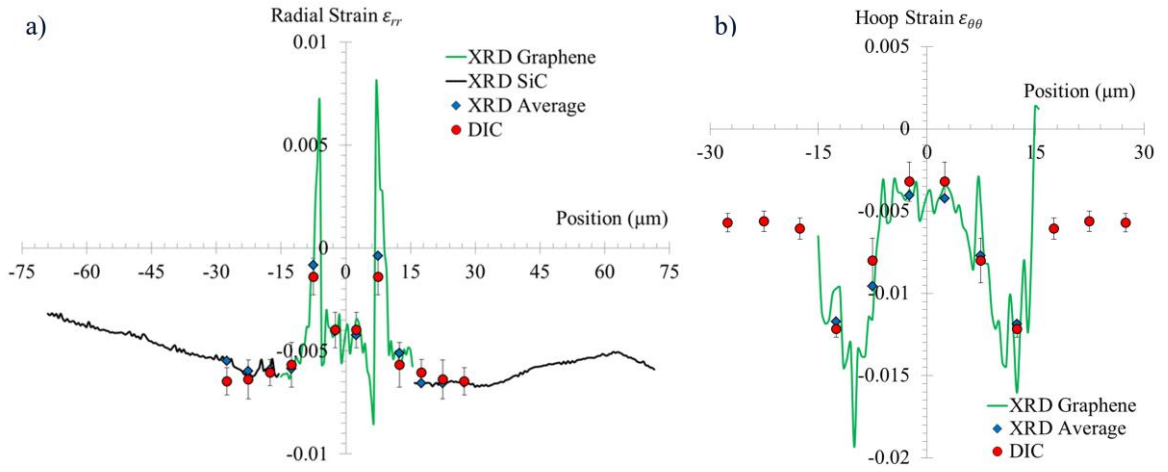 a)
Radial Strain εrr
0.01
XRD Graphene
XRD SiC
XRD Average
DIC
0.005
Position (μm)
0
-75 -45 -30 -15 0 15 30 45 60 75
-60
-0.005
-0.01
b)
Hoop Strain εθθ
0.005
Position (μm)
0
-30 -15 0 15 30
-0.005
-0.01
-0.015
-0.02
XRD Graphene
XRD Average
DIC